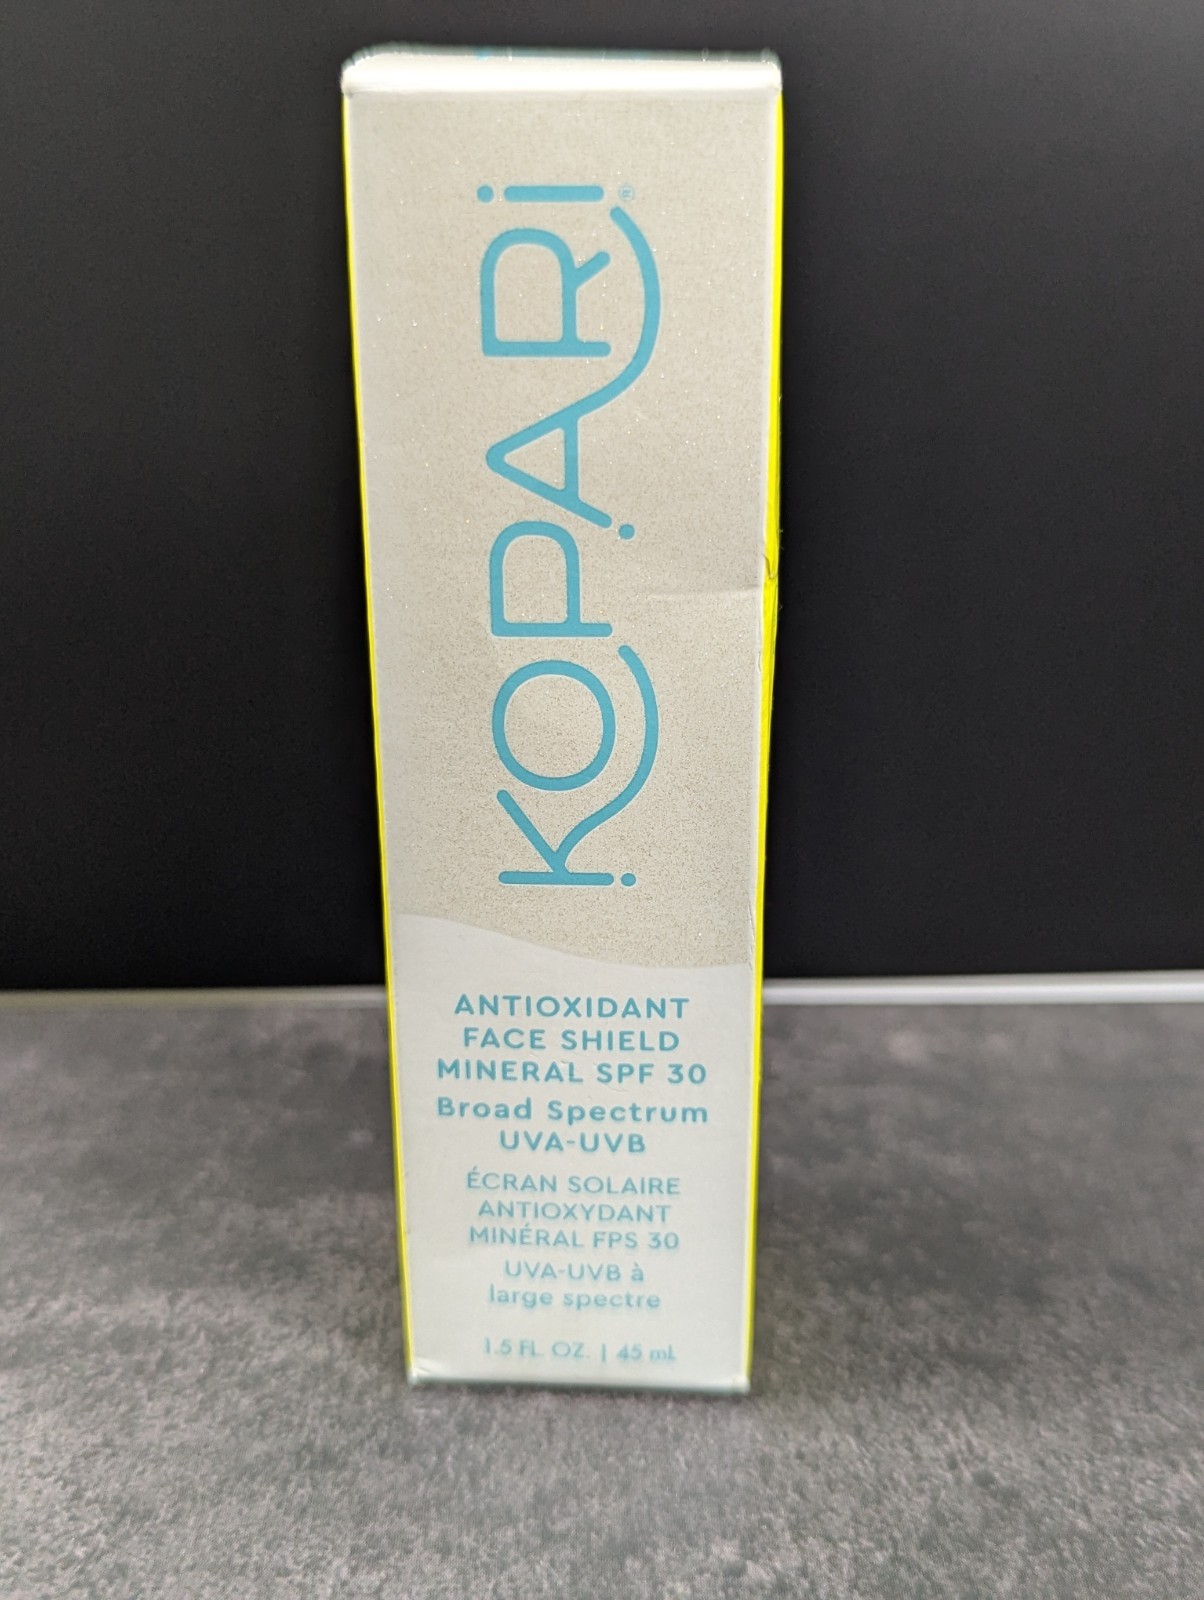 KOPARI®
ANTIOXIDANT
FACE SHIELD
MINERAL SPF 30
Broad Spectrum
UVA-UVB
ÉCRAN SOLAIRE
ANTIOXYDANT
MINÉRAL FPS 30
UVA-UVB à
large spectre
1.5 FL. OZ. | 45 mL